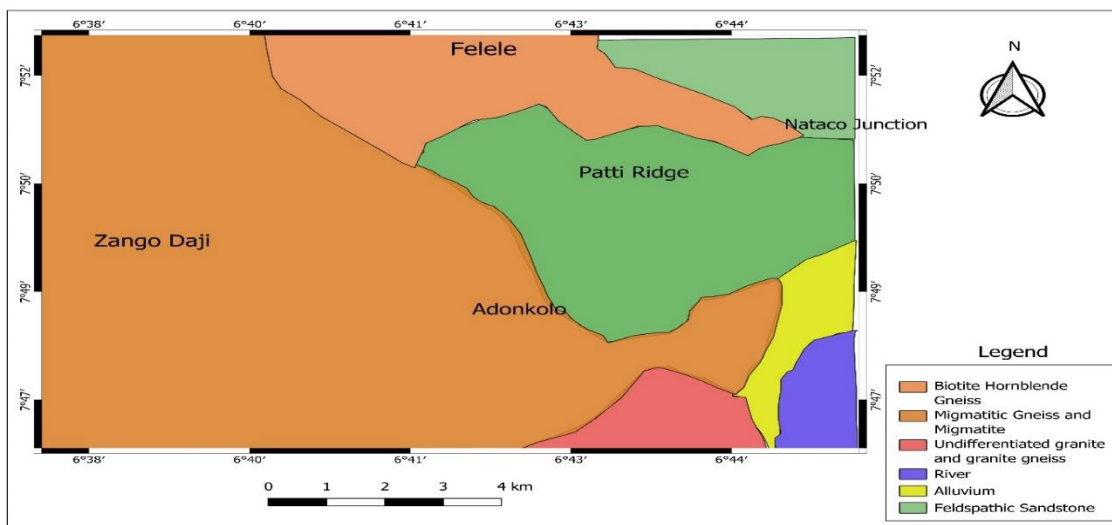 6°38' 6°40' 6°41' 6°43' 6°44'
N
Felele
7°52' 7°52'
Nataco Junction
Patti Ridge
7°50' 7°50'
Zango Daji
7°49' 7°49'
Adonkolo
Legend
Biotite Hornblende
Gneiss
Migmatitic Gneiss and
Migmatite
Undifferentiated granite
and granite gneiss
River
Alluvium
Feldspathic Sandstone
7°47' 7°47'
6°38' 6°40' 6°41' 6°43' 6°44'
0 1 2 3 4 km